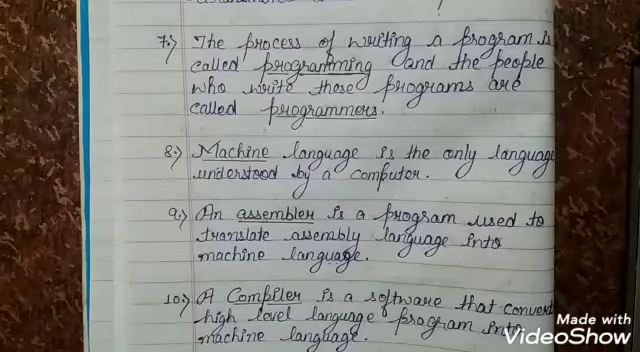 7.) The process of writing a program is
called programming and the people
who write these programs are
called programmers.
8.) Machine language is the only language
understood by a computer.
9.) An assembler is a program used to
translate assembly language into
machine language.
10.) A Compiler is a software that convert
high level language program into
machine language.
Made with
VideoShow